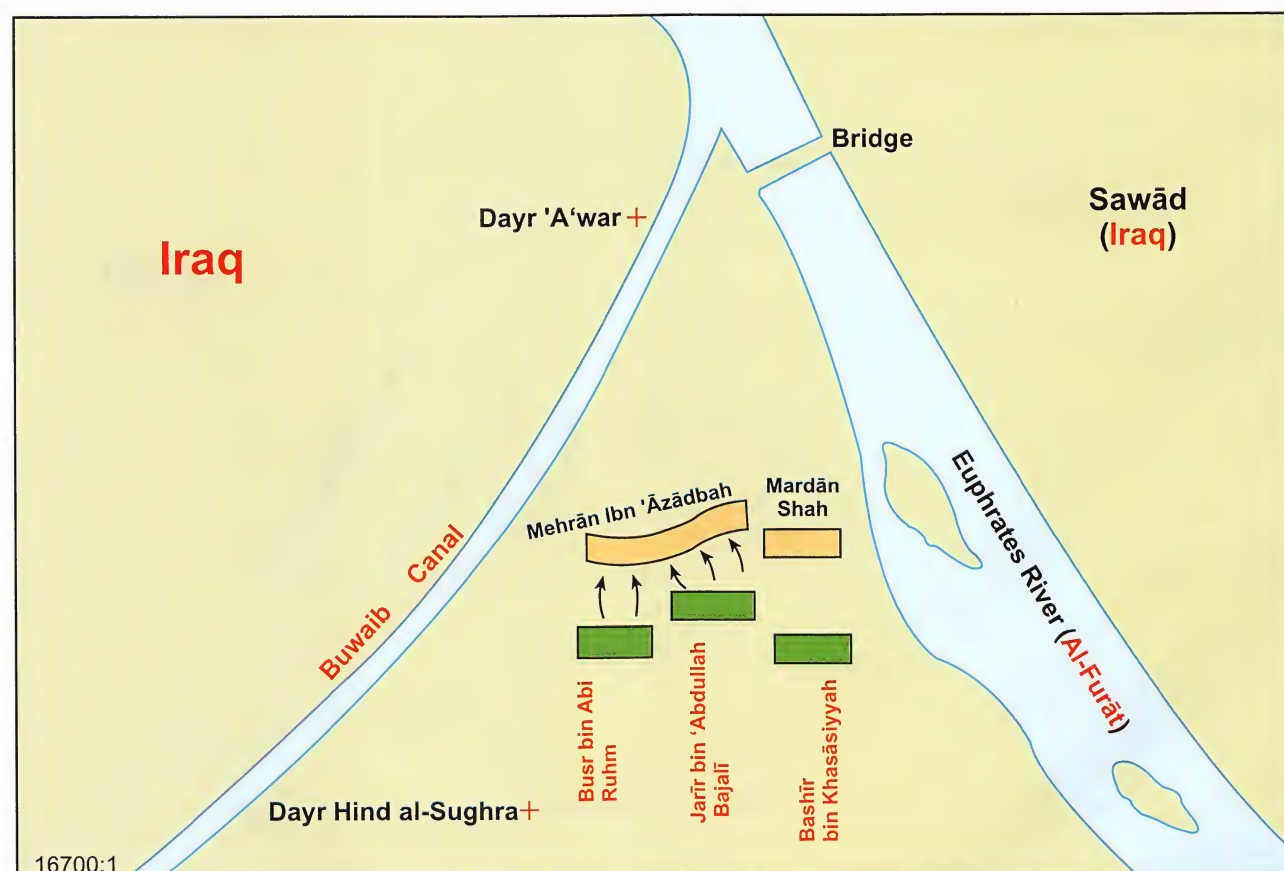 Bridge
Sawād
(Iraq)
Dayr 'A‘war
Iraq
Mehrān Ibn 'Āzādbah
Mardān
Shah
Euphrates River (Al-Furāt)
Buwaib Canal
Busr bin Abi
Ruhm
Jarīr bin ‘Abdullah
Bajalī
Bashīr
bin Khasāsiyyah
Dayr Hind al-Sughra
16700:1